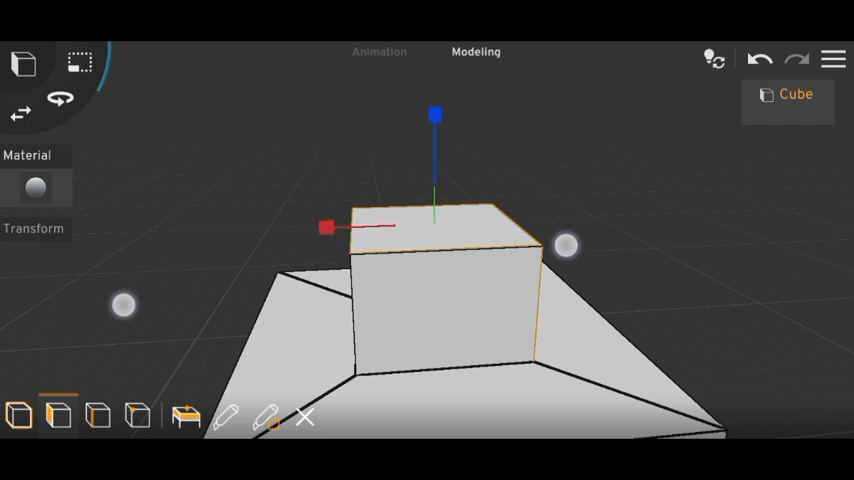 Animation
Modeling
Cube
Material
Transform